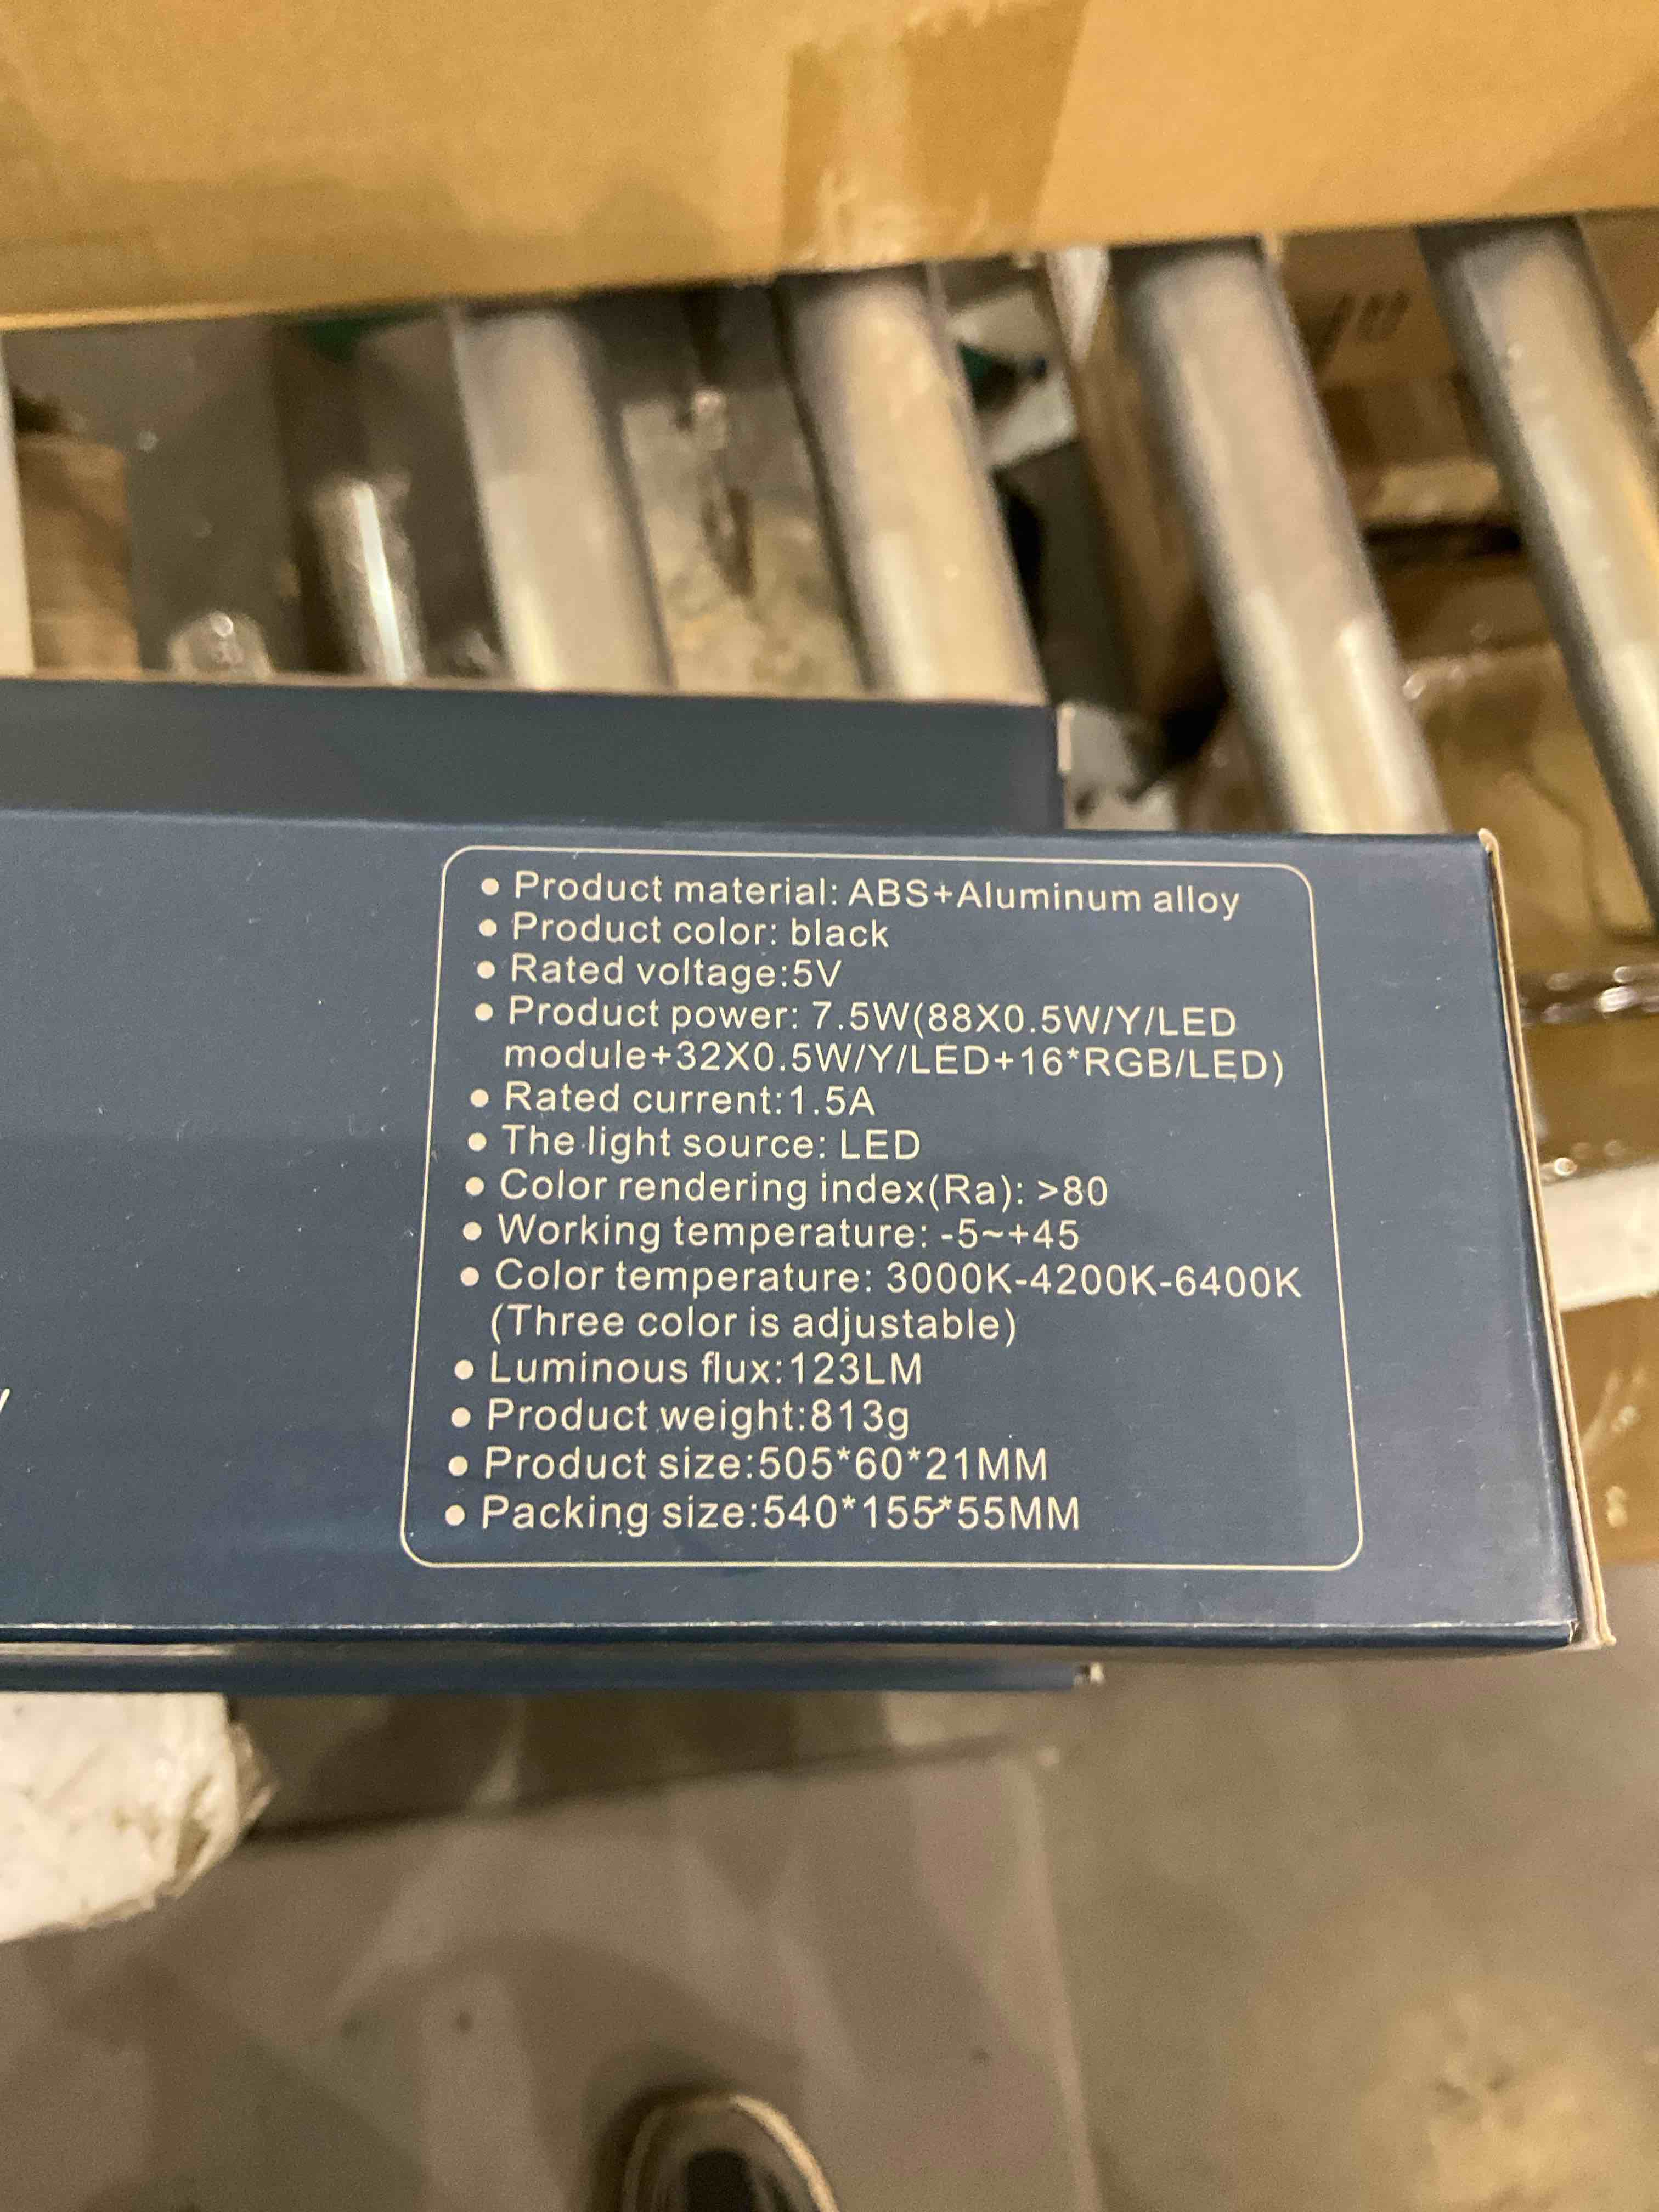 ● Product material: ABS+Aluminum alloy
● Product color: black
● Rated voltage:5V
● Product power: 7.5W(88X0.5W/Y/LED
module+32X0.5W/Y/LED+16*RGB/LED)
● Rated current:1.5A
● The light source: LED
● Color rendering index(Ra): >80
● Working temperature: -5~+45
● Color temperature: 3000K-4200K-6400K
(Three color is adjustable)
● Luminous flux:123LM
● Product weight:813g
● Product size:505*60*21MM
● Packing size:540*155*55MM